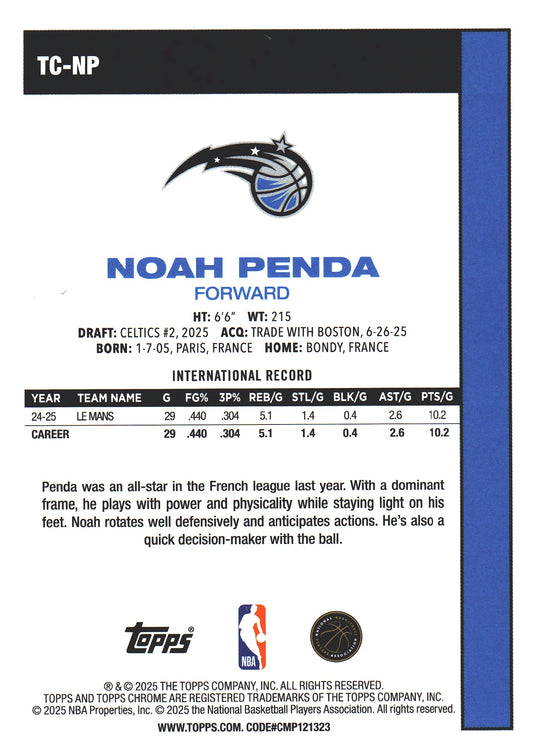 TC-NP
NOAH PENDA
FORWARD
HT: 6'6" WT: 215
DRAFT: CELTICS #2, 2025 ACQ: TRADE WITH BOSTON, 6-26-25
BORN: 1-7-05, PARIS, FRANCE HOME: BONDY, FRANCE
INTERNATIONAL RECORD
YEAR TEAM NAME G FG% 3P% REB/G STL/G BLK/G AST/G PTS/G
24-25 LE MANS 29 .440 .304 5.1 1.4 0.4 2.6 10.2
CAREER 29 .440 .304 5.1 1.4 0.4 2.6 10.2
Penda was an all-star in the French league last year. With a dominant
frame, he plays with power and physicality while staying light on his
feet. Noah rotates well defensively and anticipates actions. He's also a
quick decision-maker with the ball.
topps
NBA
NATIONAL BASKETBALL
PLAYERS ASSOCIATION
® & © 2025 THE TOPPS COMPANY, INC. ALL RIGHTS RESERVED.
TOPPS AND TOPPS CHROME ARE REGISTERED TRADEMARKS OF THE TOPPS COMPANY, INC.
© 2025 NBA Properties, Inc. © 2025 the National Basketball Players Association. All rights reserved.
WWW.TOPPS.COM. CODE#CMP121323